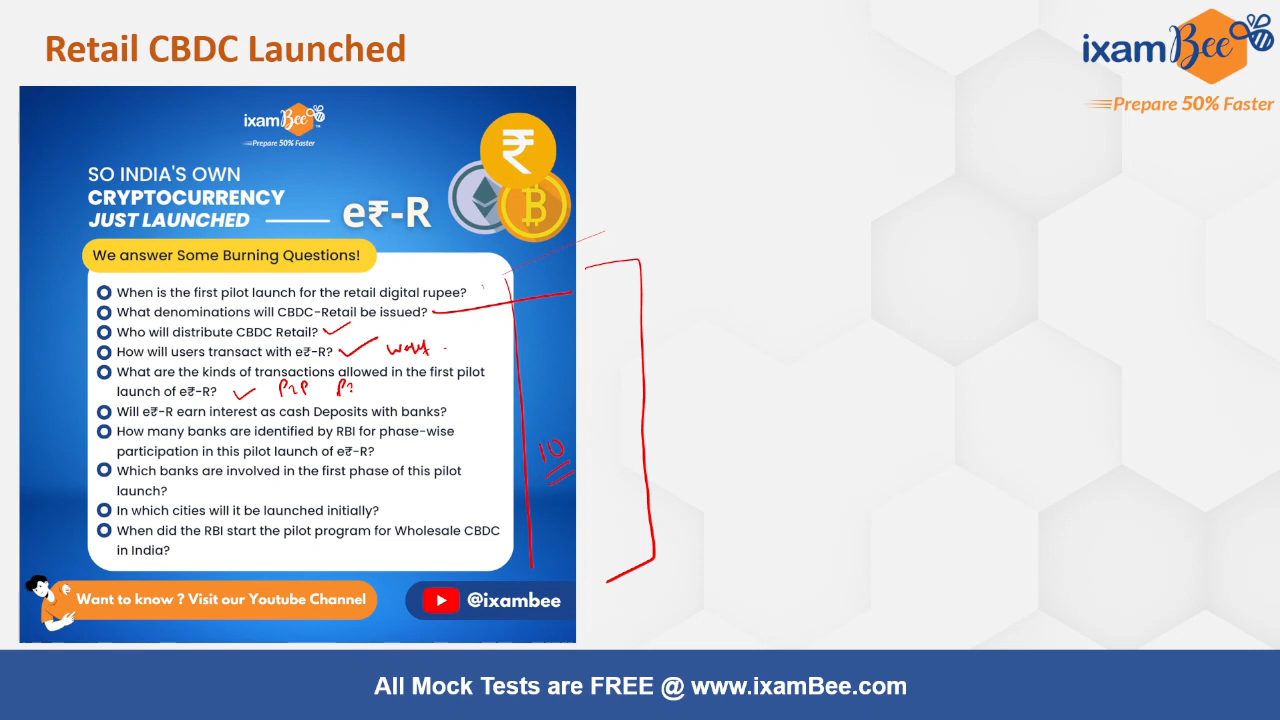 Retail CBDC Launched
ixamBee
Prepare 50% Faster
ixamBee
Prepare 50% Faster
₹
SO INDIA'S OWN
CRYPTOCURRENCY
JUST LAUNCHED
e₹-R
We answer Some Burning Questions!
When is the first pilot launch for the retail digital rupee?
What denominations will CBDC-Retail be issued?
Who will distribute CBDC Retail?
How will users transact with e₹-R?
What are the kinds of transactions allowed in the first pilot
launch of e₹-R?
P2P
Will e₹-R earn interest as cash Deposits with banks?
How many banks are identified by RBI for phase-wise
participation in this pilot launch of e₹-R?
10
Which banks are involved in the first phase of this pilot
launch?
In which cities will it be launched initially?
When did the RBI start the pilot program for Wholesale CBDC
in India?
Want to know ? Visit our Youtube Channel
@ixambee
All Mock Tests are FREE @ www.ixamBee.com